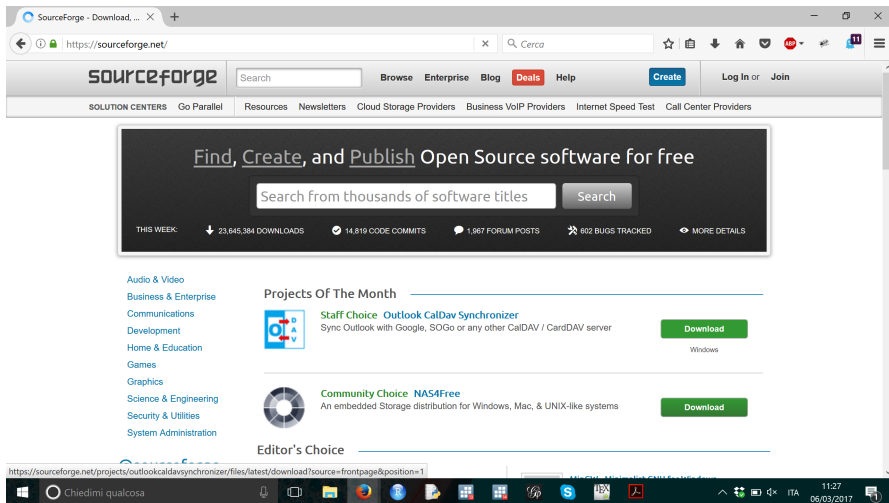 SourceForge - Download, ...
https://sourceforge.net/
Cerca
ABP
11
sourceforge
Search
Browse Enterprise Blog Deals Help
Create
Log In or Join
SOLUTION CENTERS Go Parallel Resources Newsletters Cloud Storage Providers Business VoIP Providers Internet Speed Test Call Center Providers
Find, Create, and Publish Open Source software for free
Search from thousands of software titles
Search
THIS WEEK: 23,645,384 DOWNLOADS 14,819 CODE COMMITS 1,967 FORUM POSTS 602 BUGS TRACKED MORE DETAILS
Audio & Video
Business & Enterprise
Communications
Development
Home & Education
Games
Graphics
Science & Engineering
Security & Utilities
System Administration
Projects Of The Month
Staff Choice Outlook CalDav Synchronizer
Sync Outlook with Google, SOGo or any other CalDAV / CardDAV server
Download
Windows
Community Choice NAS4Free
An embedded Storage distribution for Windows, Mac, & UNIX-like systems
Download
Editor's Choice
https://sourceforge.net/projects/outlookcaldavsynchronizer/files/latest/download?source=frontpage&position=1
Chiedimi qualcosa
ITA
11:27
06/03/2017